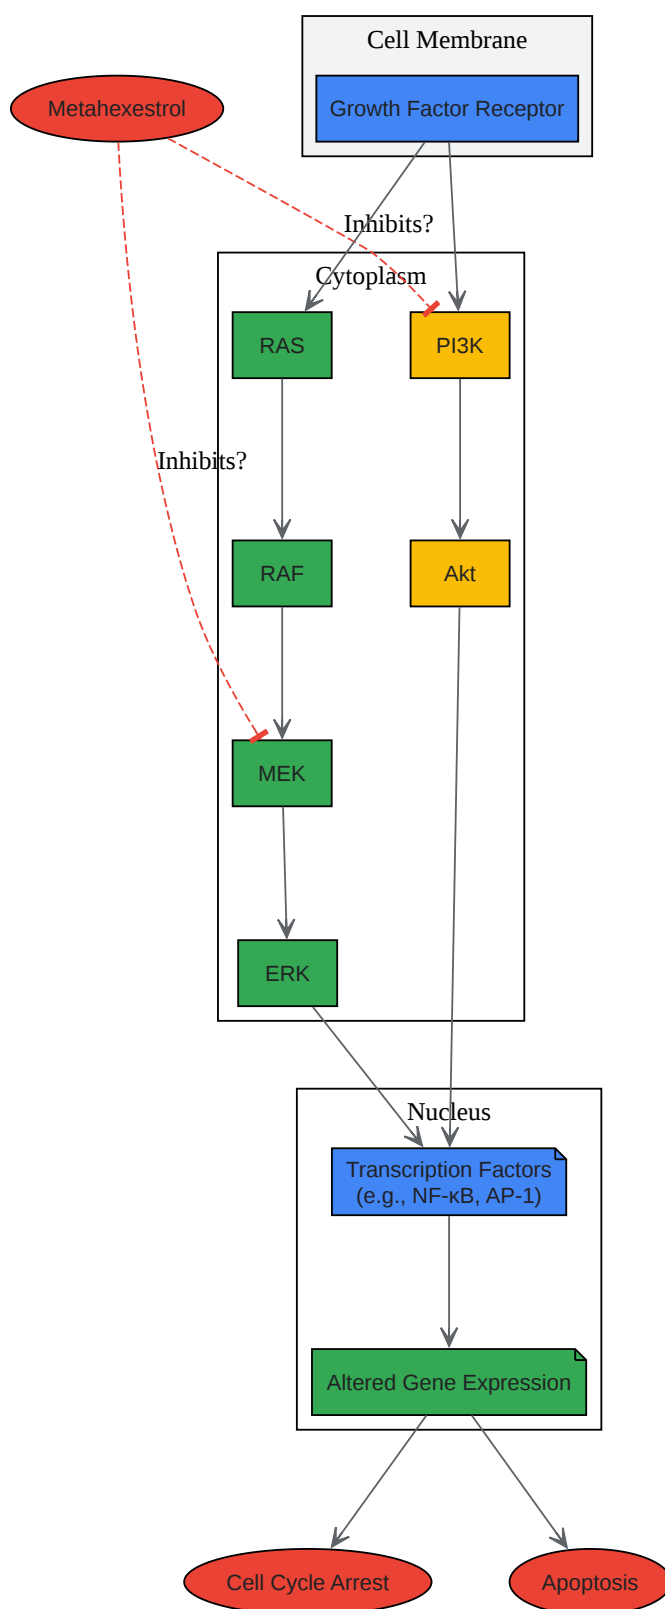 Cell Membrane
Metahexestrol
Growth Factor Receptor
Inhibits?
Cytoplasm
RAS
PI3K
Inhibits?
RAF
Akt
MEK
ERK
Nucleus
Transcription Factors
(e.g., NF-κB, AP-1)
Altered Gene Expression
Cell Cycle Arrest
Apoptosis